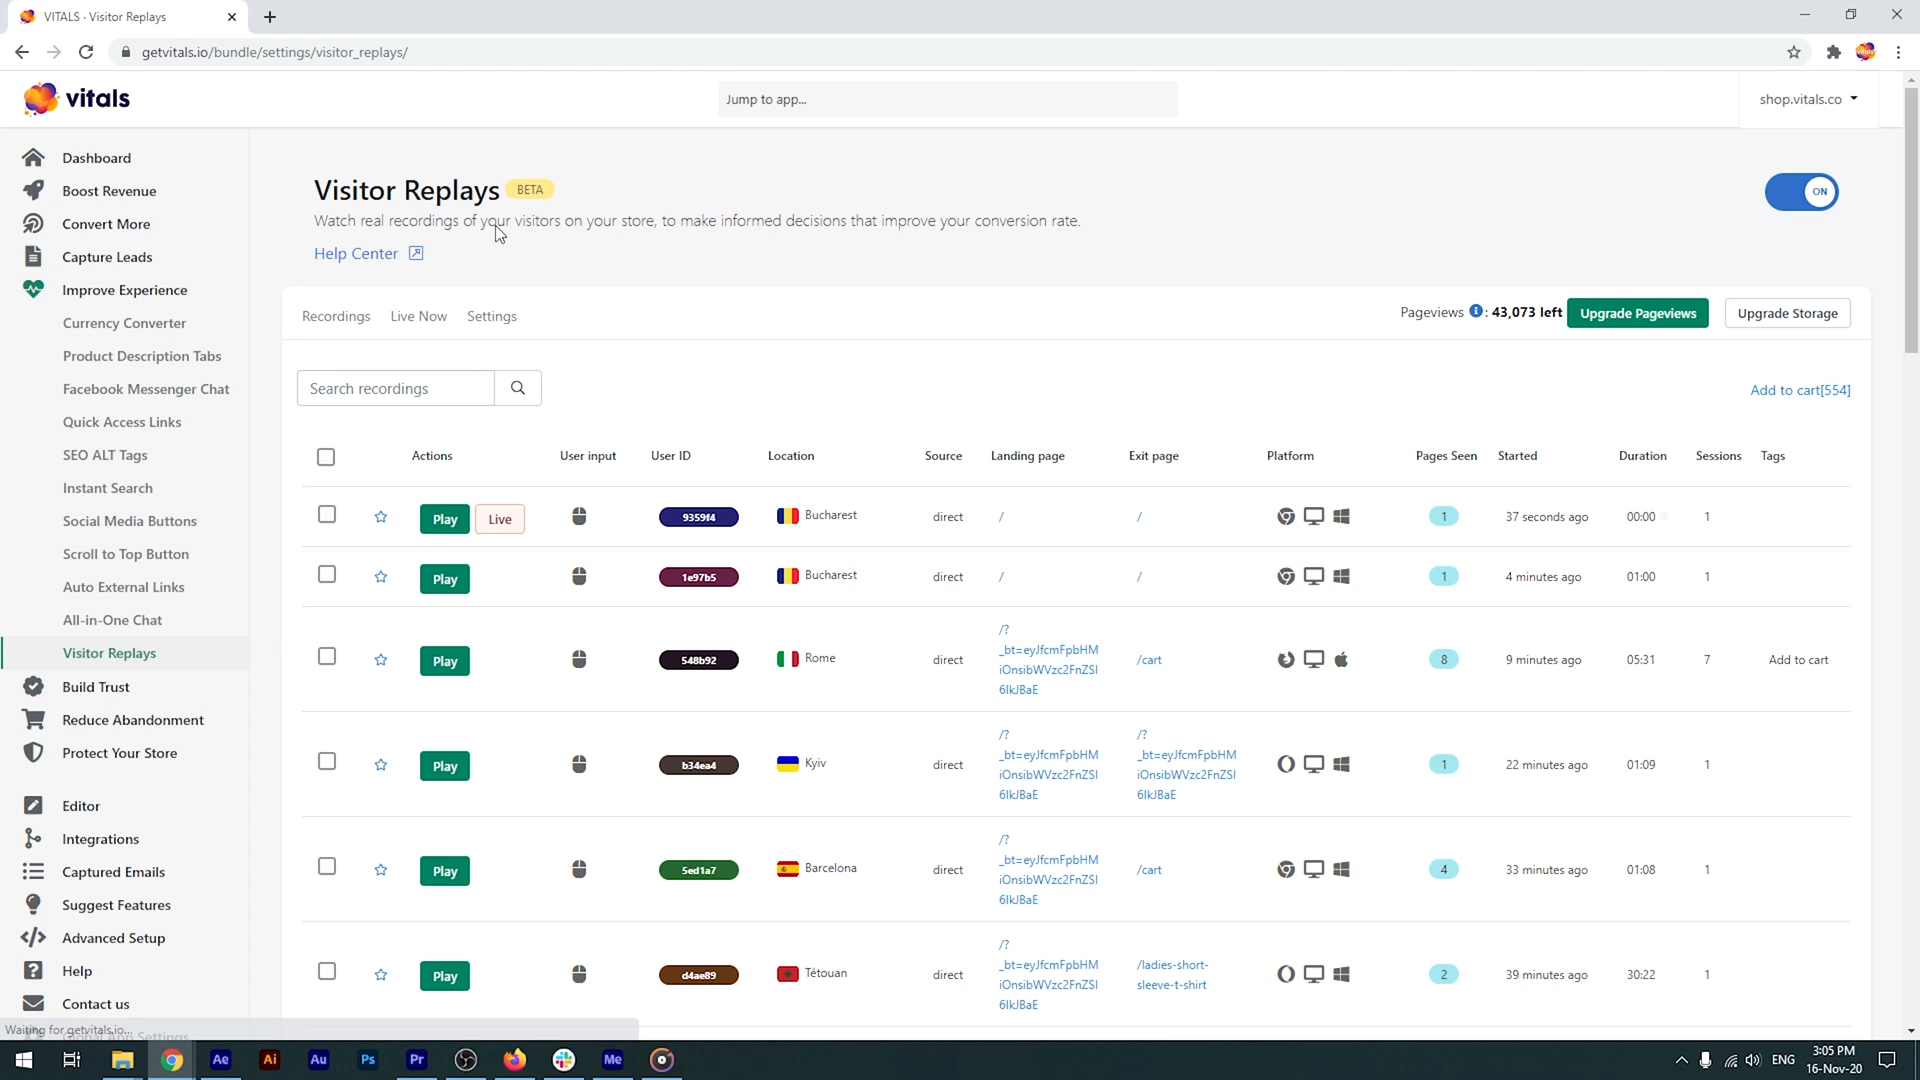 VITALS · Visitor Replays
getvitals.io/bundle/settings/visitor_replays/
vitals
Jump to app...
shop.vitals.co
Dashboard
Boost Revenue
Convert More
Capture Leads
Improve Experience
Currency Converter
Product Description Tabs
Facebook Messenger Chat
Quick Access Links
SEO ALT Tags
Instant Search
Social Media Buttons
Scroll to Top Button
Auto External Links
All-in-One Chat
Visitor Replays
Build Trust
Reduce Abandonment
Protect Your Store
Editor
Integrations
Captured Emails
Suggest Features
Advanced Setup
Help
Contact us
Global App Settings
Waiting for getvitals.io...
Visitor Replays BETA
ON
Watch real recordings of your visitors on your store, to make informed decisions that improve your conversion rate.
Help Center
Recordings Live Now Settings
Pageviews : 43,073 left Upgrade Pageviews Upgrade Storage
Search recordings
Add to cart[554]
Actions User input User ID Location Source Landing page Exit page Platform Pages Seen Started Duration Sessions Tags
Play Live 9359f4 Bucharest direct / / 1 37 seconds ago 00:00 1
Play 1e97b5 Bucharest direct / / 1 4 minutes ago 01:00 1
/?
_bt=eyJfcmFpbHM
iOnsibWVzc2FnZSI
6IkJBaE
Play 548b92 Rome direct /cart 8 9 minutes ago 05:31 7 Add to cart
/? /?
_bt=eyJfcmFpbHM _bt=eyJfcmFpbHM
iOnsibWVzc2FnZSI iOnsibWVzc2FnZSI
6IkJBaE 6IkJBaE
Play b34ea4 Kyiv direct 1 22 minutes ago 01:09 1
/?
_bt=eyJfcmFpbHM
iOnsibWVzc2FnZSI
6IkJBaE
Play 5ed1a7 Barcelona direct /cart 4 33 minutes ago 01:08 1
/?
_bt=eyJfcmFpbHM
iOnsibWVzc2FnZSI
6IkJBaE
Play d4ae89 Tétouan direct /ladies-short-
sleeve-t-shirt 2 39 minutes ago 30:22 1
Ae Ai Au Ps Pr Me
ENG
3:05 PM
16-Nov-20